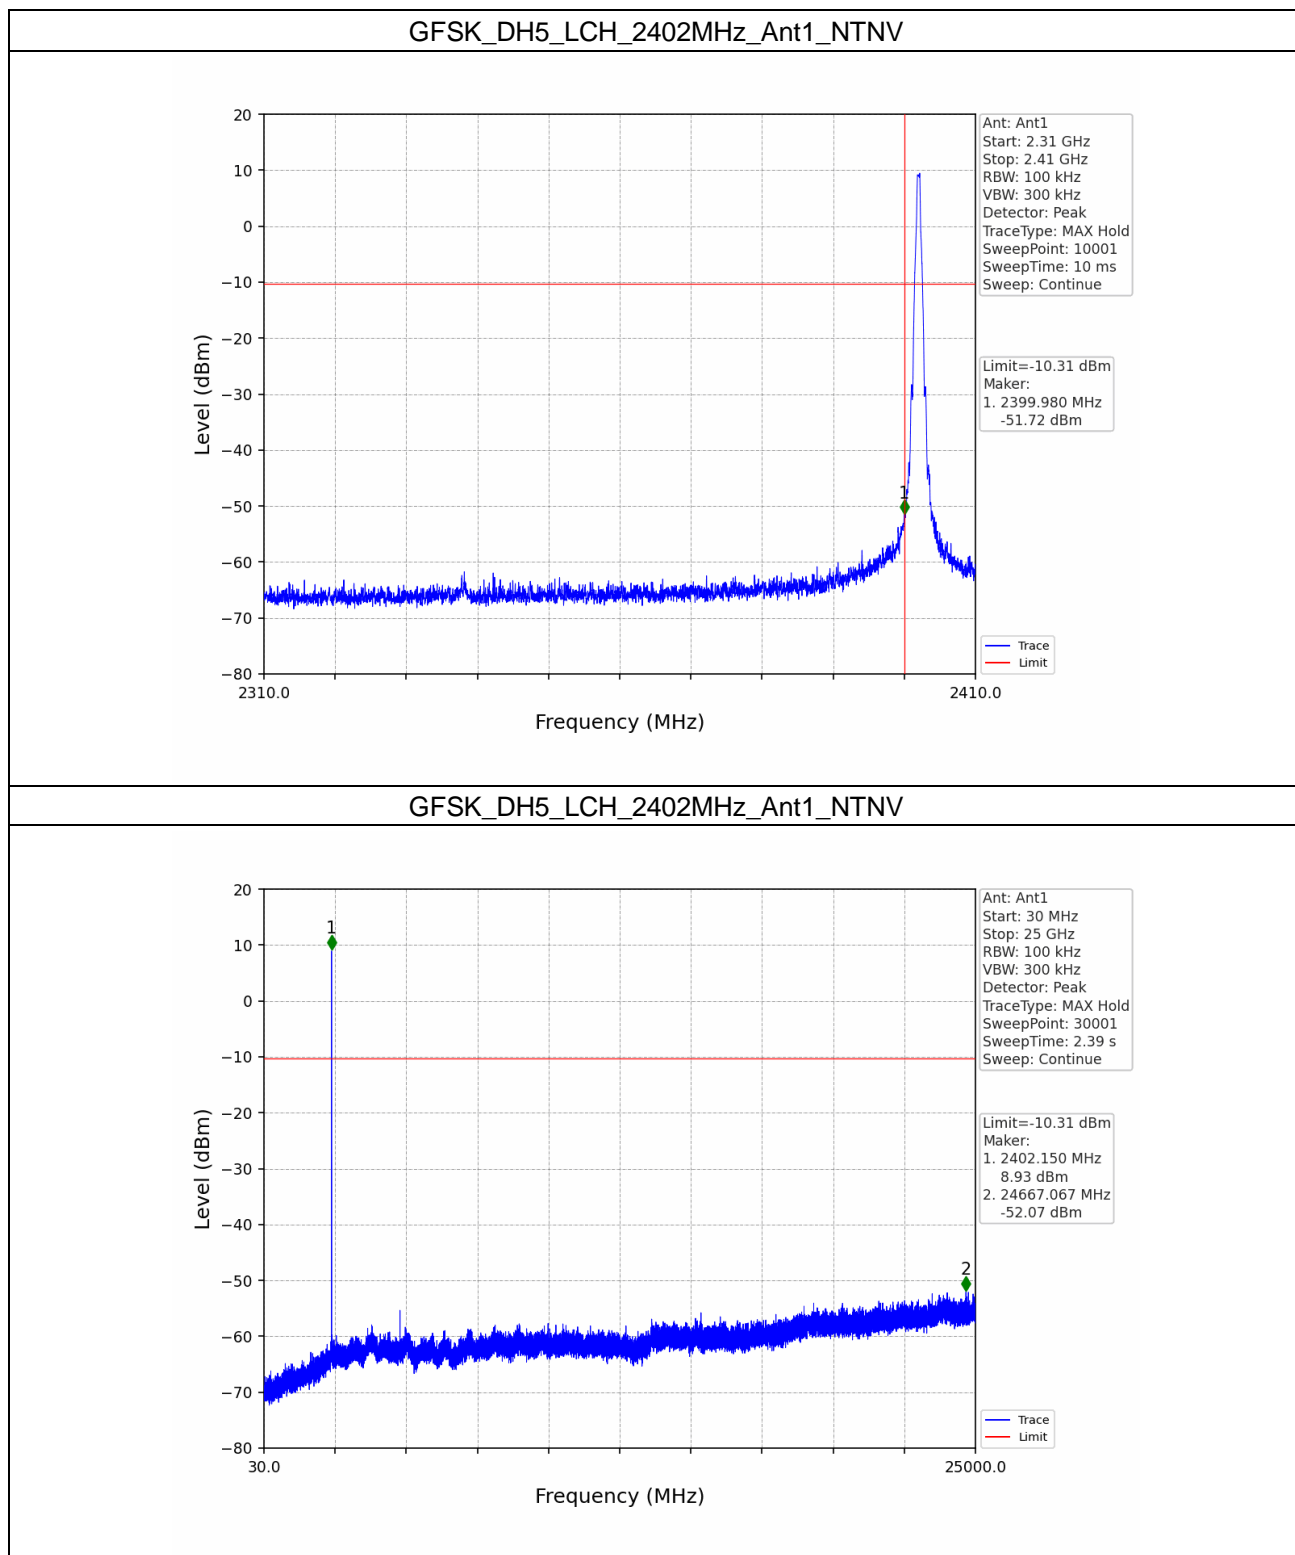 GFSK_DH5_LCH_2402MHz_Ant1_NTNV
20
10
0
−10
−20
−30
−40
−50
−60
−70
−80
Level (dBm)
1
2310.0
2410.0
Frequency (MHz)
Ant: Ant1
Start: 2.31 GHz
Stop: 2.41 GHz
RBW: 100 kHz
VBW: 300 kHz
Detector: Peak
TraceType: MAX Hold
SweepPoint: 10001
SweepTime: 10 ms
Sweep: Continue
Limit=-10.31 dBm
Maker:
1. 2399.980 MHz
-51.72 dBm
Trace
Limit
GFSK_DH5_LCH_2402MHz_Ant1_NTNV
20
10
0
−10
−20
−30
−40
−50
−60
−70
−80
Level (dBm)
1
2
30.0
25000.0
Frequency (MHz)
Ant: Ant1
Start: 30 MHz
Stop: 25 GHz
RBW: 100 kHz
VBW: 300 kHz
Detector: Peak
TraceType: MAX Hold
SweepPoint: 30001
SweepTime: 2.39 s
Sweep: Continue
Limit=-10.31 dBm
Maker:
1. 2402.150 MHz
8.93 dBm
2. 24667.067 MHz
-52.07 dBm
Trace
Limit